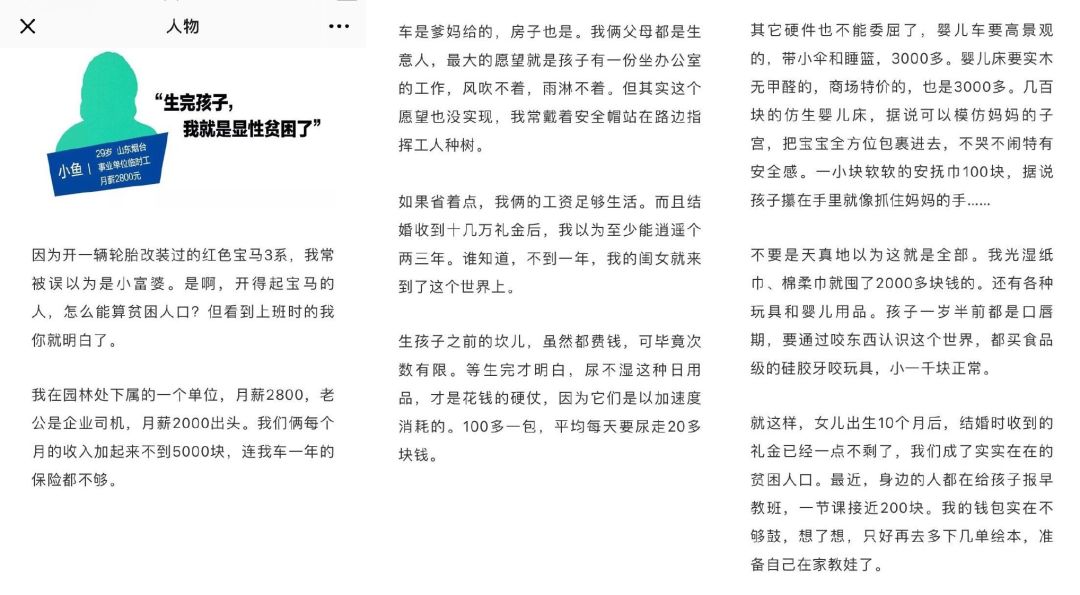 人物
“生完孩子，
我就是显性贫困了”
小鱼
29岁 山东烟台
事业单位临时工
月薪2800元
因为开一辆轮胎改装过的红色宝马3系，我常
被误以为是小富婆。是啊，开得起宝马的
人，怎么能算贫困人口？但看到上班时的我
你就明白了。
我在园林处下属的一个单位，月薪2800，老
公是企业司机，月薪2000出头。我们俩每个
月的收入加起来不到5000块，连我车一年的
保险都不够。
车是爹妈给的，房子也是。我俩父母都是生
意人，最大的愿望就是孩子有一份坐办公室
的工作，风吹不着，雨淋不着。但其实这个
愿望也没实现，我常戴着安全帽站在路边指
挥工人种树。
如果省着点，我俩的工资足够生活。而且结
婚收到十几万礼金后，我以为至少能逍遥个
两三年。谁知道，不到一年，我的闺女就来
到了这个世界上。
生孩子之前的坎儿，虽然都费钱，可毕竟次
数有限。等生完才明白，尿不湿这种日用
品，才是花钱的硬仗，因为它们是以加速度
消耗的。100多一包，平均每天要尿走20多
块钱。
其它硬件也不能委屈了，婴儿车要高景观
的，带小伞和睡篮，3000多。婴儿床要实木
无甲醛的，商场特价的，也是3000多。几百
块的仿生婴儿床，据说可以模仿妈妈的子
宫，把宝宝全方位包裹进去，不哭不闹特有
安全感。一小块软软的安抚巾100块，据说
孩子攥在手里就像抓住妈妈的手……
不要是天真地以为这就是全部。我光湿纸
巾、棉柔巾就囤了2000多块钱的。还有各种
玩具和婴儿用品。孩子一岁半前都是口唇
期，要通过咬东西认识这个世界，都买食品
级的硅胶牙咬玩具，小一千块正常。
就这样，女儿出生10个月后，结婚时收到的
礼金已经一点不剩了，我们成了实实在在的
贫困人口。最近，身边的人都在给孩子报早
教班，一节课接近200块。我的钱包实在不
够鼓，想了想，只好再去多下几单绘本，准
备自己在家教娃了。